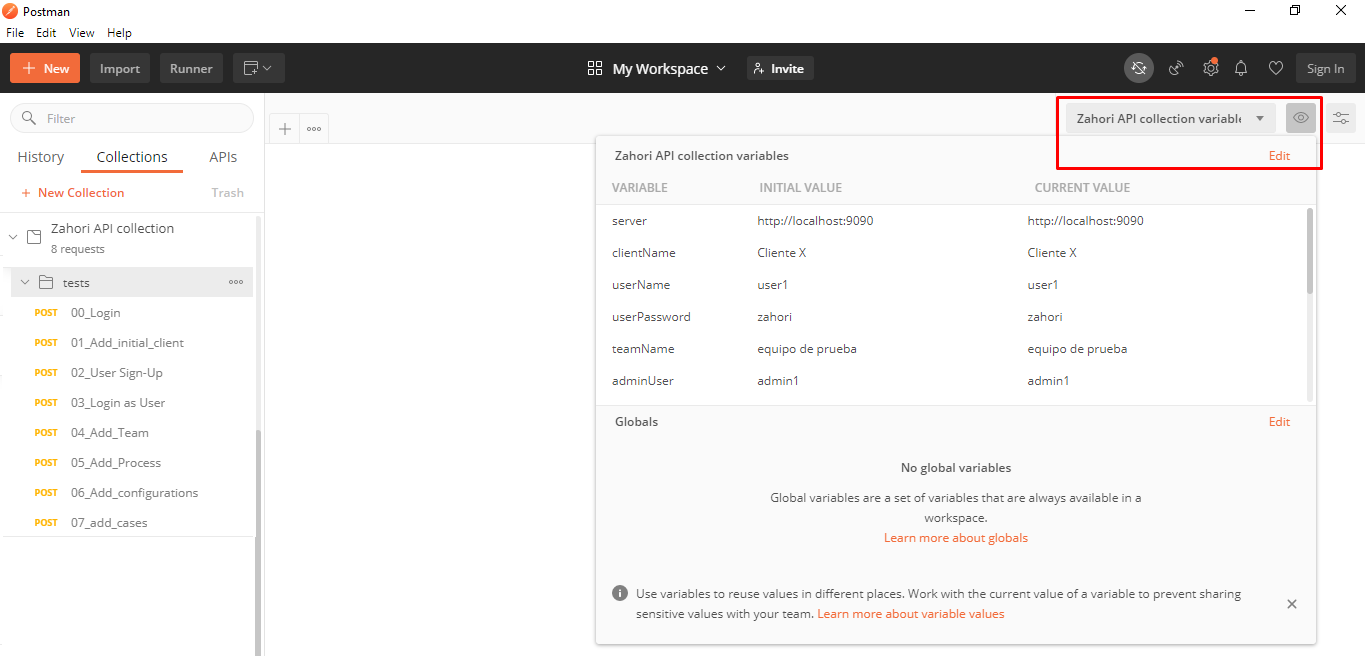 Postman
File Edit View Help
+ New Import Runner My Workspace Invite Sign In
Filter
History Collections APIs
+ New Collection Trash
Zahori API collection
8 requests
tests
POST 00_Login
POST 01_Add_initial_client
POST 02_User Sign-Up
POST 03_Login as User
POST 04_Add_Team
POST 05_Add_Process
POST 06_Add_configurations
POST 07_add_cases
Zahori API collection variable
Zahori API collection variables Edit
VARIABLE INITIAL VALUE CURRENT VALUE
server http://localhost:9090 http://localhost:9090
clientName Cliente X Cliente X
userName user1 user1
userPassword zahori zahori
teamName equipo de prueba equipo de prueba
adminUser admin1 admin1
Globals Edit
No global variables
Global variables are a set of variables that are always available in a
workspace.
Learn more about globals
Use variables to reuse values in different places. Work with the current value of a variable to prevent sharing
sensitive values with your team. Learn more about variable values